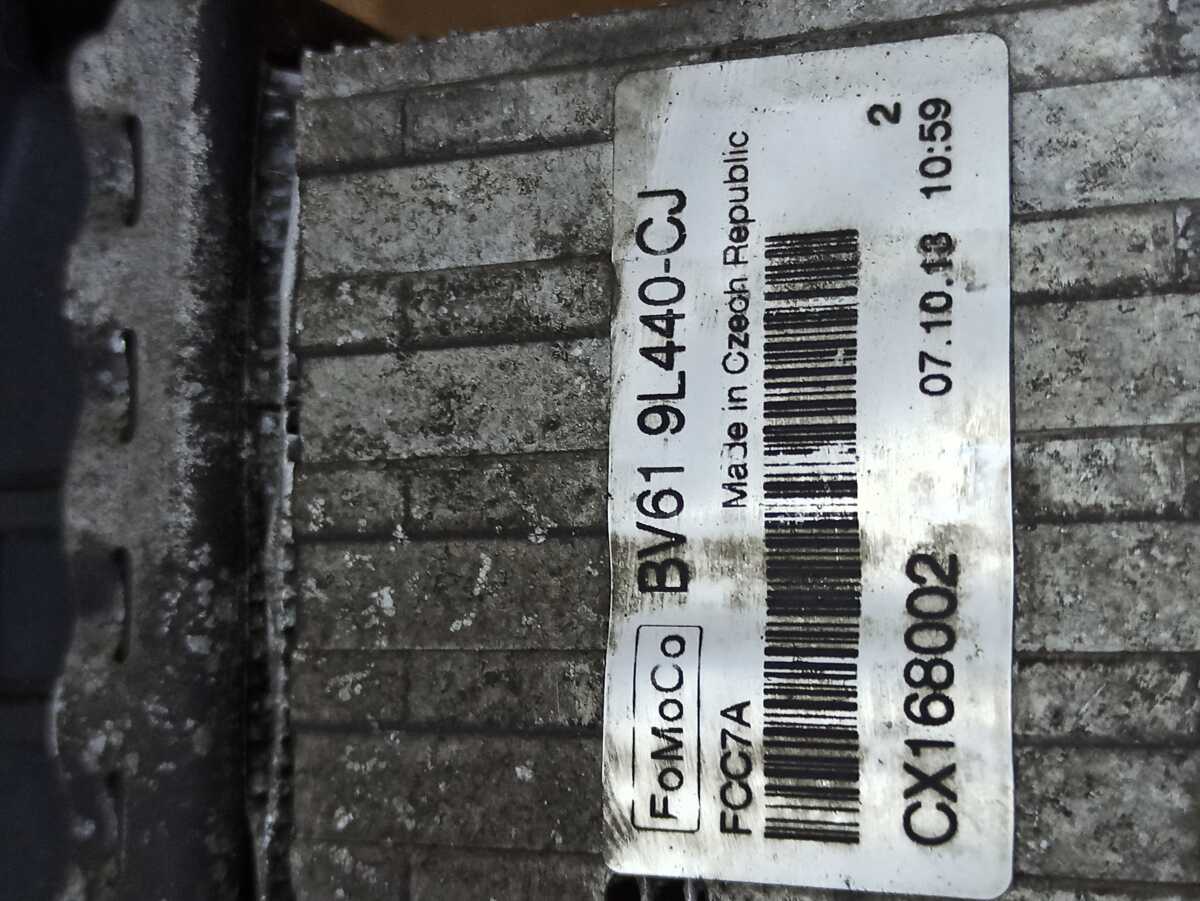 FoMoCo BV61 9L440-CJ
FCC7A Made in Czech Republic
2
CX168002 07.10.13 10:59